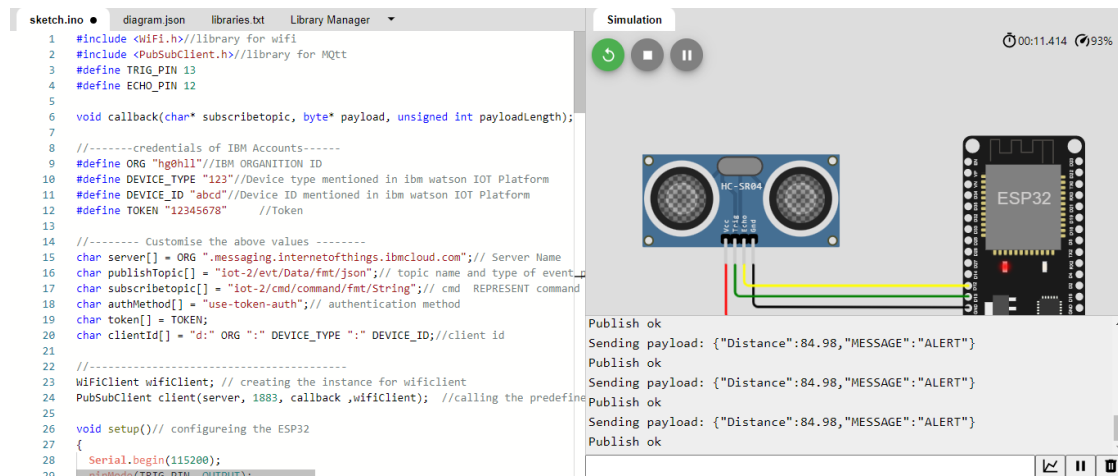 sketch.ino ● diagram.json libraries.txt Library Manager
1 #include <WiFi.h>//library for wifi
2 #include <PubSubClient.h>//library for MQtt
3 #define TRIG_PIN 13
4 #define ECHO_PIN 12
5
6 void callback(char* subscribetopic, byte* payload, unsigned int payloadLength);
7
8 //-------credentials of IBM Accounts------
9 #define ORG "hg0hll"//IBM ORGANITION ID
10 #define DEVICE_TYPE "123"//Device type mentioned in ibm watson IOT Platform
11 #define DEVICE_ID "abcd"//Device ID mentioned in ibm watson IOT Platform
12 #define TOKEN "12345678" //Token
13
14 //-------- Customise the above values --------
15 char server[] = ORG ".messaging.internetofthings.ibmcloud.com";// Server Name
16 char publishTopic[] = "iot-2/evt/Data/fmt/json";// topic name and type of event p
17 char subscribetopic[] = "iot-2/cmd/command/fmt/String";// cmd REPRESENT command
18 char authMethod[] = "use-token-auth";// authentication method
19 char token[] = TOKEN;
20 char clientId[] = "d:" ORG ":" DEVICE_TYPE ":" DEVICE_ID;//client id
21
22 //-----------------------------------------
23 WiFiClient wifiClient; // creating the instance for wificlient
24 PubSubClient client(server, 1883, callback ,wifiClient); //calling the predefine
25
26 void setup()// configureing the ESP32
27 {
28 Serial.begin(115200);
29 pinMode(TRIG_PIN, OUTPUT);
Simulation
00:11.414 93%
HC-SR04
Vcc
Trig
Echo
Gnd
ESP32
Publish ok
Sending payload: {"Distance":84.98,"MESSAGE":"ALERT"}
Publish ok
Sending payload: {"Distance":84.98,"MESSAGE":"ALERT"}
Publish ok
Sending payload: {"Distance":84.98,"MESSAGE":"ALERT"}
Publish ok